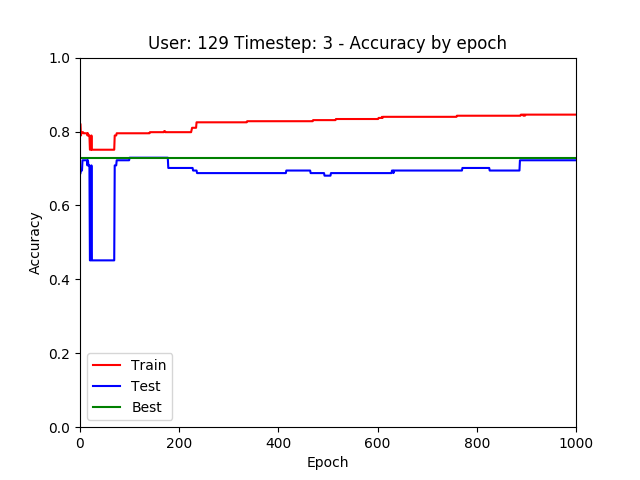 User: 129 Timestep: 3 - Accuracy by epoch
1.0
0.8
0.6
0.4
0.2
0.0
Accuracy
Train
Test
Best
0 200 400 600 800 1000
Epoch